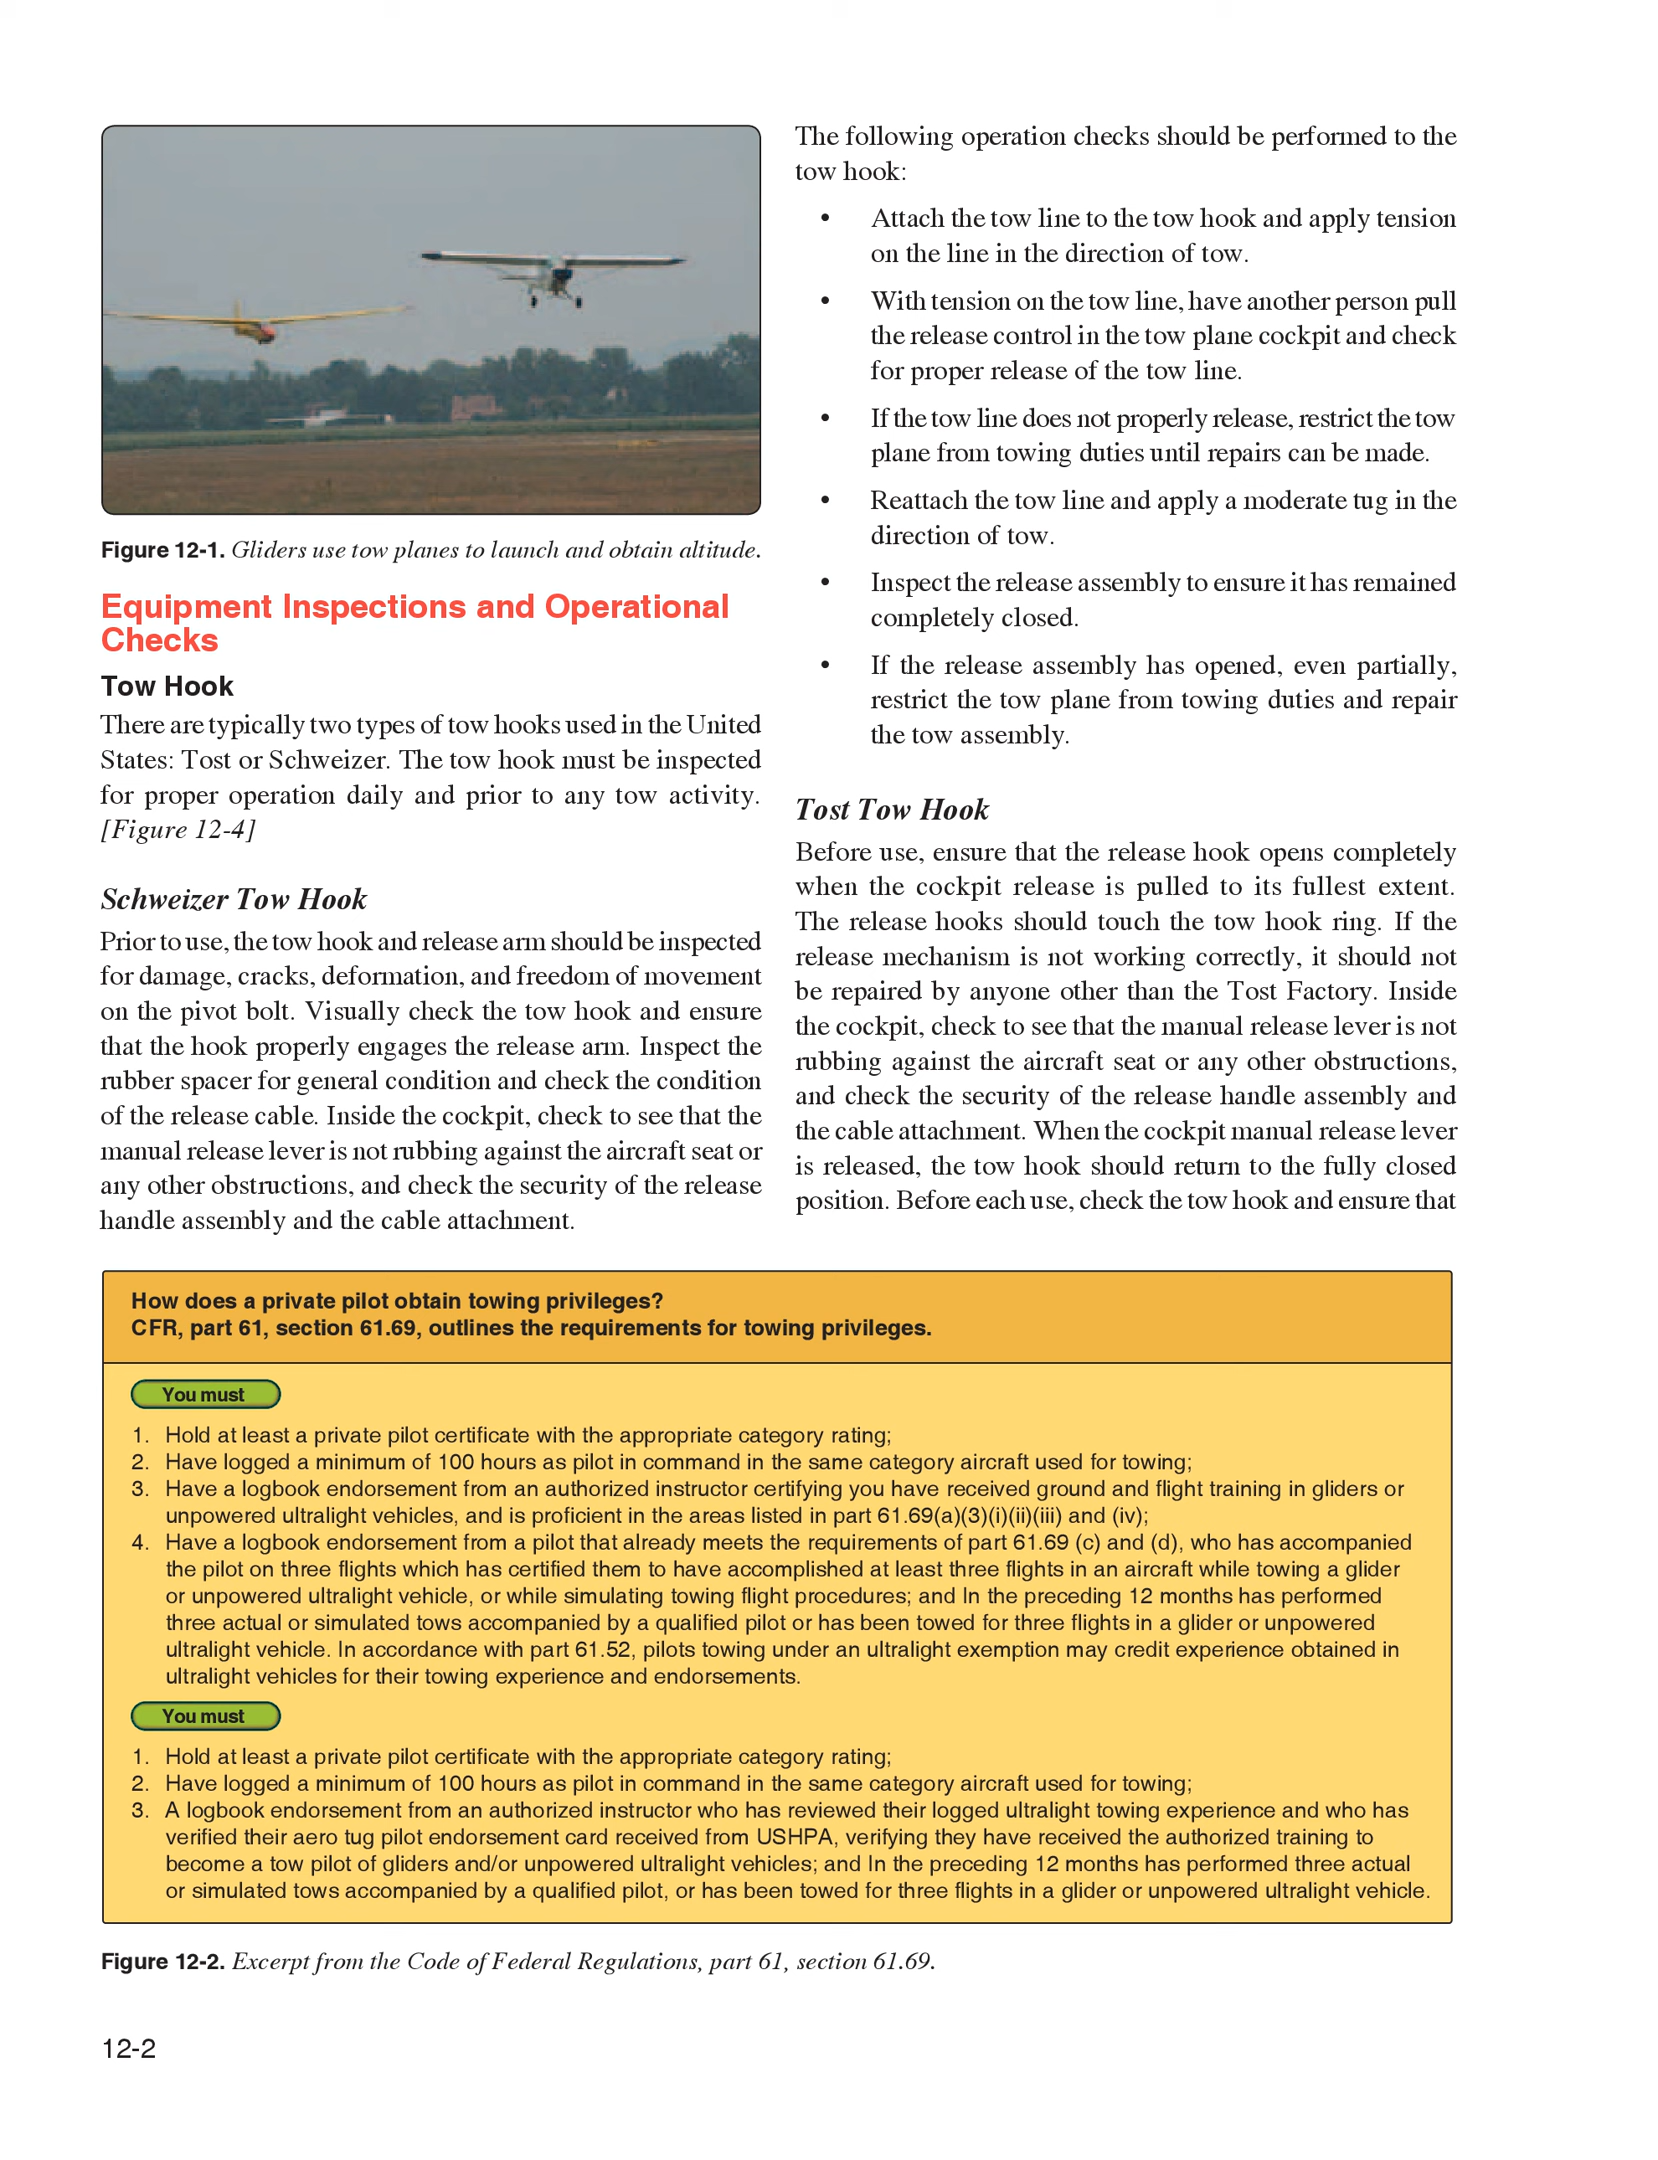 Figure 12-1. Gliders use tow planes to launch and obtain altitude.
Equipment Inspections and Operational
Checks
Tow Hook
There are typically two types of tow hooks used in the United
States: Tost or Schweizer. The tow hook must be inspected
for proper operation daily and prior to any tow activity.
[Figure 12-4]
Schweizer Tow Hook
Prior to use, the tow hook and release arm should be inspected
for damage, cracks, deformation, and freedom of movement
on the pivot bolt. Visually check the tow hook and ensure
that the hook properly engages the release arm. Inspect the
rubber spacer for general condition and check the condition
of the release cable. Inside the cockpit, check to see that the
manual release lever is not rubbing against the aircraft seat or
any other obstructions, and check the security of the release
handle assembly and the cable attachment.
The following operation checks should be performed to the
tow hook:
• Attach the tow line to the tow hook and apply tension
on the line in the direction of tow.
• With tension on the tow line, have another person pull
the release control in the tow plane cockpit and check
for proper release of the tow line.
• If the tow line does not properly release, restrict the tow
plane from towing duties until repairs can be made.
• Reattach the tow line and apply a moderate tug in the
direction of tow.
• Inspect the release assembly to ensure it has remained
completely closed.
• If the release assembly has opened, even partially,
restrict the tow plane from towing duties and repair
the tow assembly.
Tost Tow Hook
Before use, ensure that the release hook opens completely
when the cockpit release is pulled to its fullest extent.
The release hooks should touch the tow hook ring. If the
release mechanism is not working correctly, it should not
be repaired by anyone other than the Tost Factory. Inside
the cockpit, check to see that the manual release lever is not
rubbing against the aircraft seat or any other obstructions,
and check the security of the release handle assembly and
the cable attachment. When the cockpit manual release lever
is released, the tow hook should return to the fully closed
position. Before each use, check the tow hook and ensure that
How does a private pilot obtain towing privileges?
CFR, part 61, section 61.69, outlines the requirements for towing privileges.
You must
1. Hold at least a private pilot certificate with the appropriate category rating;
2. Have logged a minimum of 100 hours as pilot in command in the same category aircraft used for towing;
3. Have a logbook endorsement from an authorized instructor certifying you have received ground and flight training in gliders or
unpowered ultralight vehicles, and is proficient in the areas listed in part 61.69(a)(3)(i)(ii)(iii) and (iv);
4. Have a logbook endorsement from a pilot that already meets the requirements of part 61.69 (c) and (d), who has accompanied
the pilot on three flights which has certified them to have accomplished at least three flights in an aircraft while towing a glider
or unpowered ultralight vehicle, or while simulating towing flight procedures; and In the preceding 12 months has performed
three actual or simulated tows accompanied by a qualified pilot or has been towed for three flights in a glider or unpowered
ultralight vehicle. In accordance with part 61.52, pilots towing under an ultralight exemption may credit experience obtained in
ultralight vehicles for their towing experience and endorsements.
You must
1. Hold at least a private pilot certificate with the appropriate category rating;
2. Have logged a minimum of 100 hours as pilot in command in the same category aircraft used for towing;
3. A logbook endorsement from an authorized instructor who has reviewed their logged ultralight towing experience and who has
verified their aero tug pilot endorsement card received from USHPA, verifying they have received the authorized training to
become a tow pilot of gliders and/or unpowered ultralight vehicles; and In the preceding 12 months has performed three actual
or simulated tows accompanied by a qualified pilot, or has been towed for three flights in a glider or unpowered ultralight vehicle.
Figure 12-2. Excerpt from the Code of Federal Regulations, part 61, section 61.69.
12-2